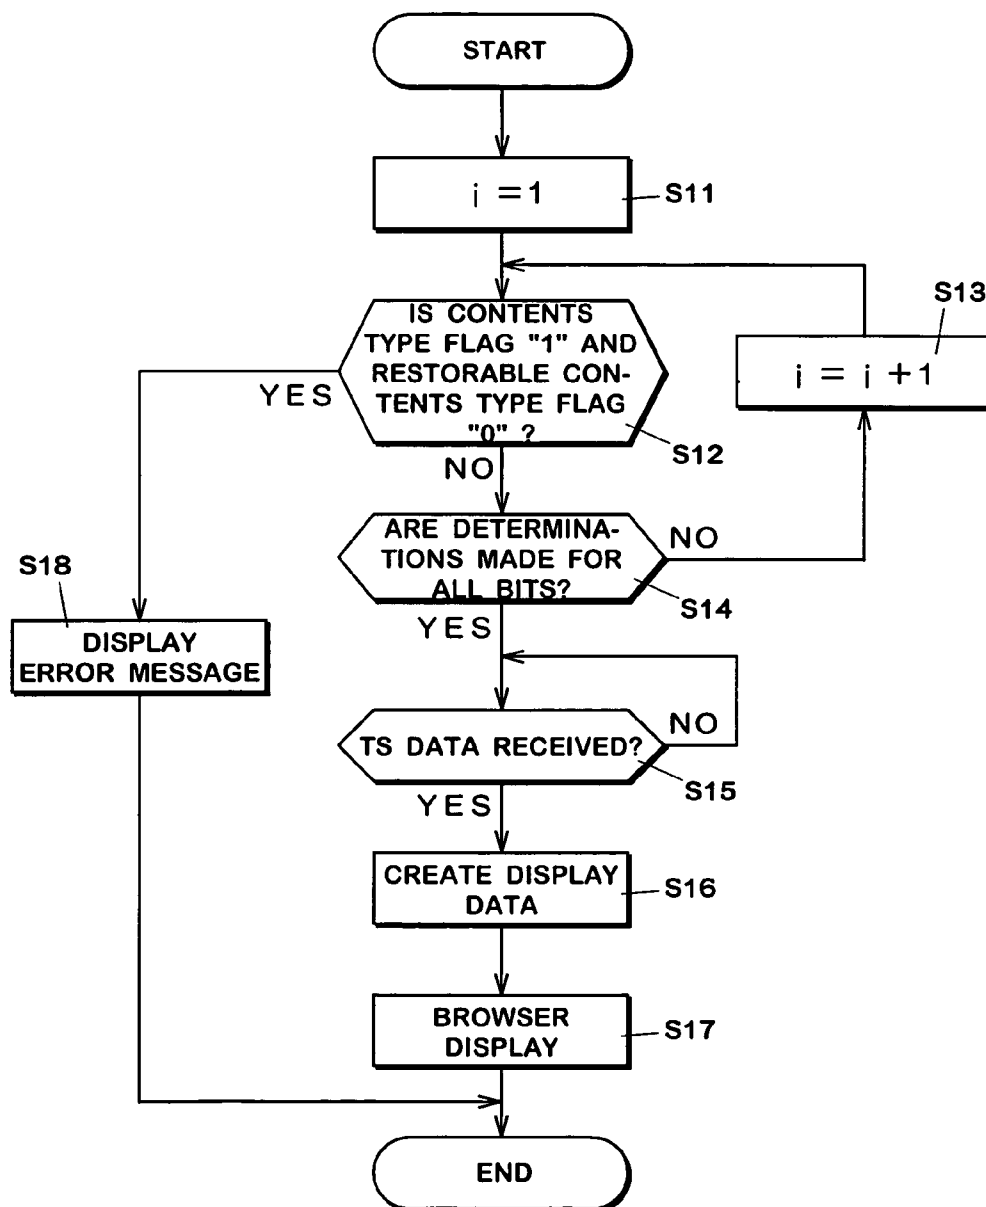 START
i = 1
S11
IS CONTENTS
TYPE FLAG "1" AND
RESTORABLE CON-
TENTS TYPE FLAG
"0" ?
S12
YES
NO
S13
i = i + 1
ARE DETERMINA-
TIONS MADE FOR
ALL BITS?
S14
NO
YES
S18
DISPLAY
ERROR MESSAGE
TS DATA RECEIVED?
S15
NO
YES
CREATE DISPLAY
DATA
S16
BROWSER
DISPLAY
S17
END